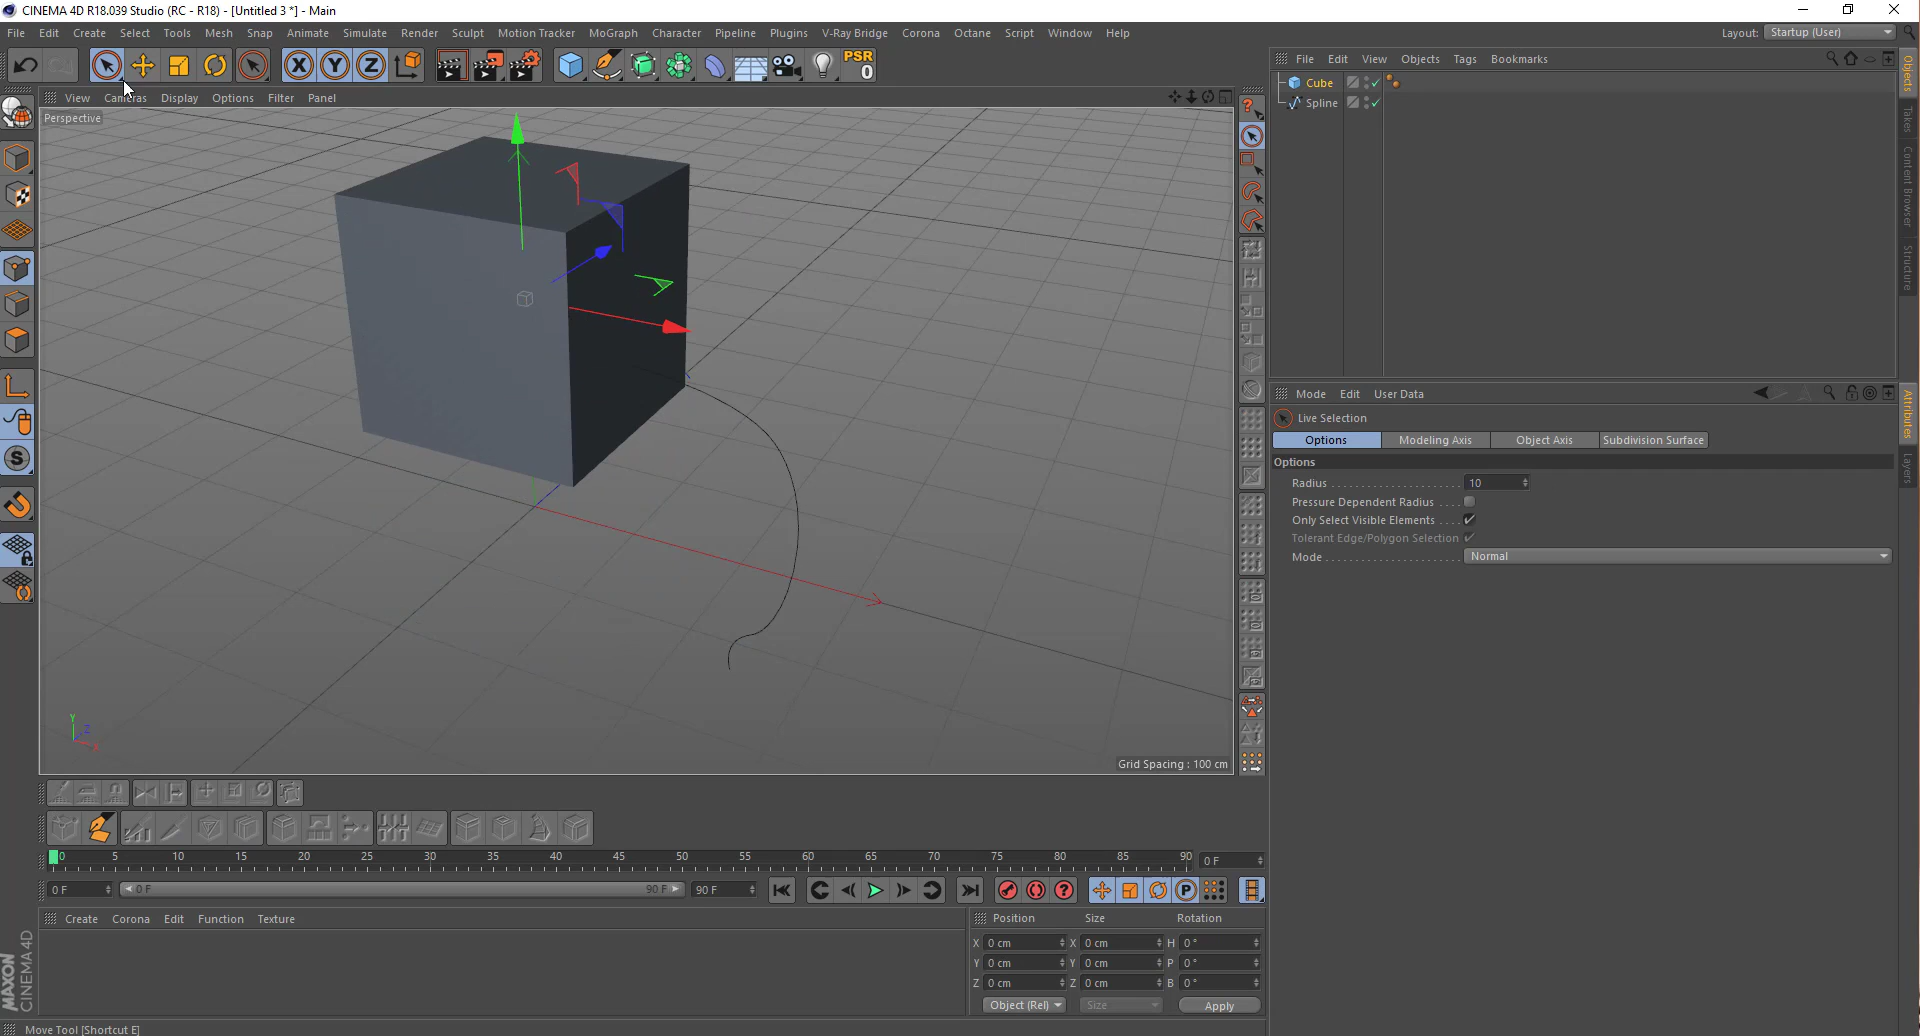 CINEMA 4D R18.039 Studio (RC - R18) - [Untitled 3 *] - Main
File Edit Create Select Tools Mesh Snap Animate Simulate Render Sculpt Motion Tracker MoGraph Character Pipeline Plugins V-Ray Bridge Corona Octane Script Window Help
Layout: Startup (User)
X Y Z PSR
0
File Edit View Objects Tags Bookmarks
Objects
Takes
Content Browser
Structure
Cube
Spline
View Cameras Display Options Filter Panel
Perspective
Mode Edit User Data
Attributes
Layers
Live Selection
Options Modeling Axis Object Axis Subdivision Surface
Options
Radius 10
Pressure Dependent Radius
Only Select Visible Elements
Tolerant Edge/Polygon Selection
Mode Normal
S
Y
Z
X
Grid Spacing : 100 cm
0 5 10 15 20 25 30 35 40 45 50 55 60 65 70 75 80 85 90 0 F
0 F 0 F 90 F 90 F
P
Create Corona Edit Function Texture
Position Size Rotation
X 0 cm X 0 cm H 0 °
Y 0 cm Y 0 cm P 0 °
Z 0 cm Z 0 cm B 0 °
Object (Rel) Size Apply
MAXON
CINEMA 4D
Move Tool [Shortcut E]